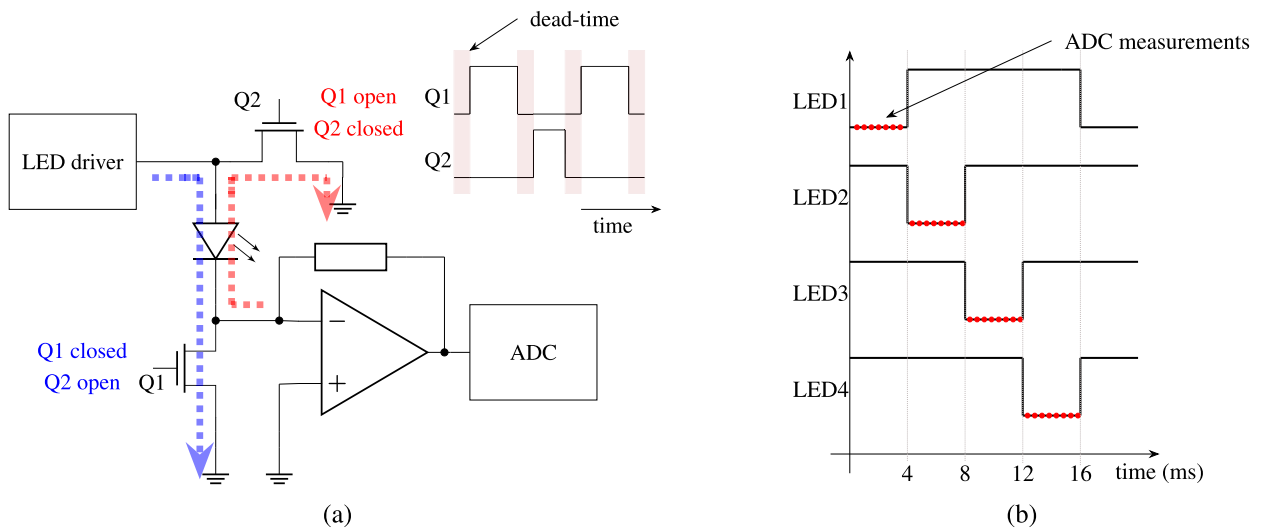 dead-time
Q2
Q1 open
Q2 closed
Q1
Q2
time
LED driver
Q1 closed
Q2 open
Q1
−
+
ADC
(a)
ADC measurements
LED1
LED2
LED3
LED4
4
8
12
16
time (ms)
(b)